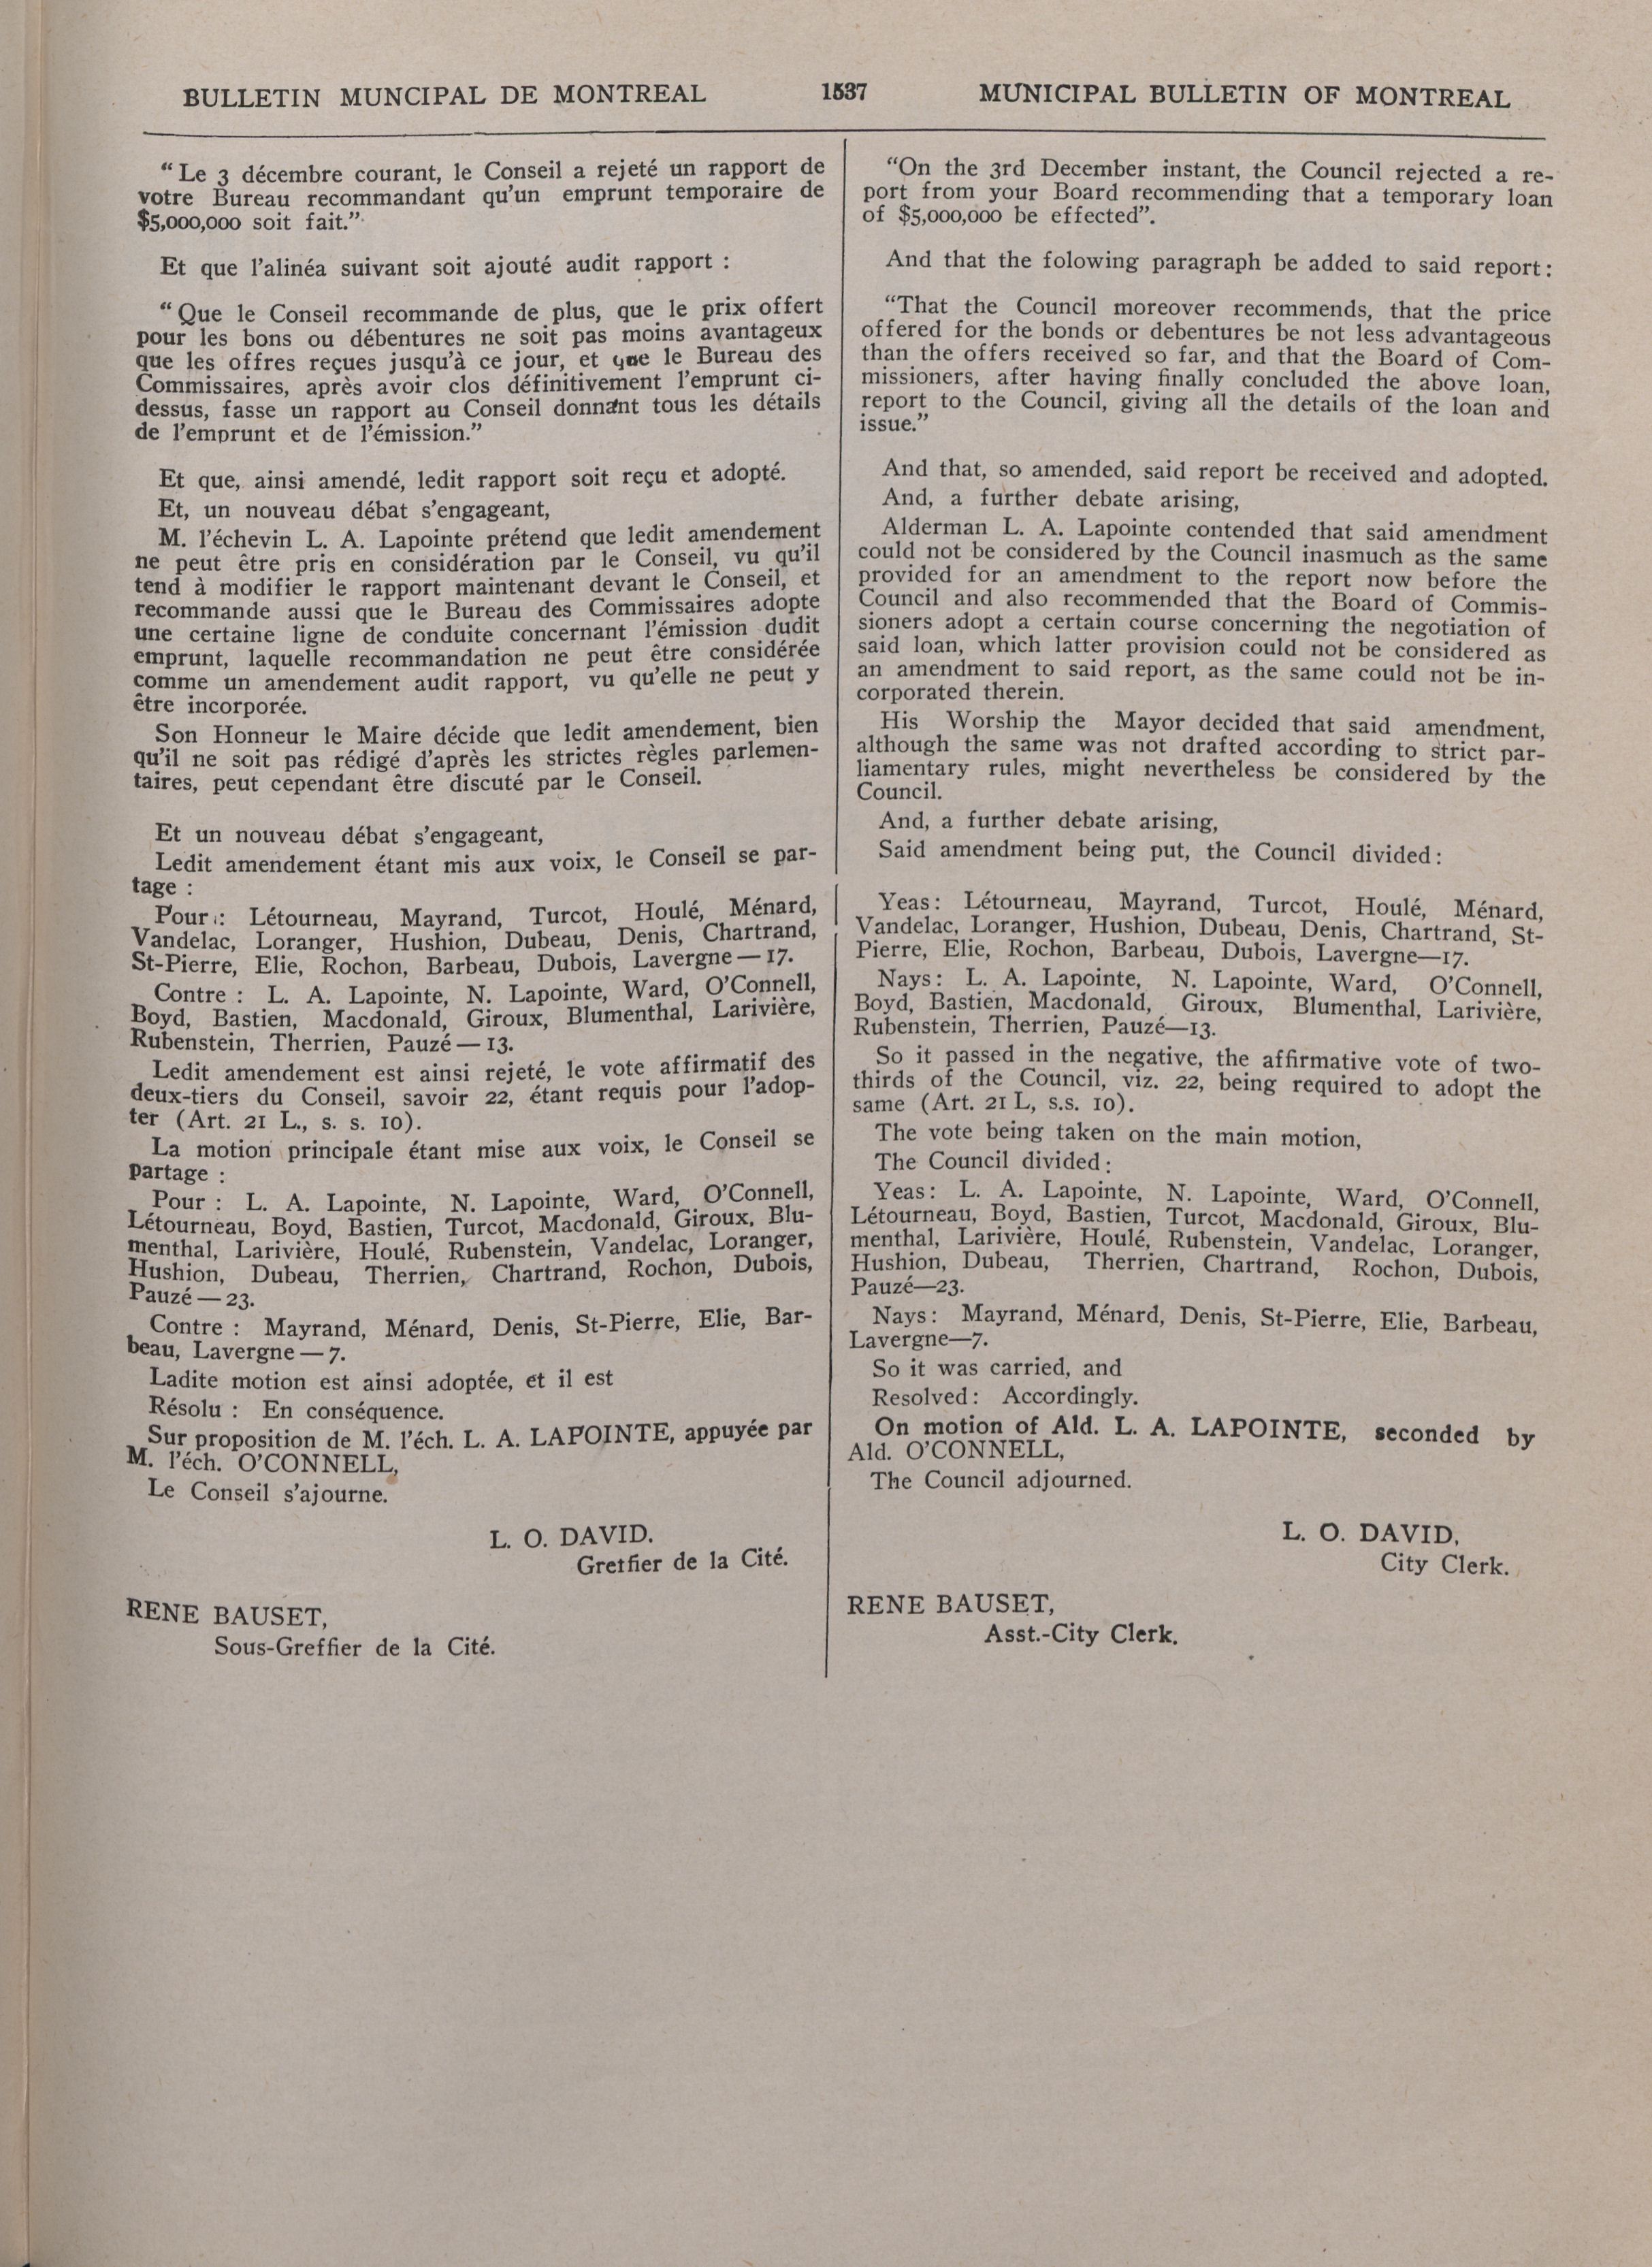 BULLETIN MUNCIPAL DE MONTREAL 1537 MUNICIPAL BULLETIN OF MONTREAL
“Le 3 décembre courant, le Conseil a rejeté un rapport de
votre Bureau recommandant qu'un emprunt temporaire de
$5,000,000 soit fait.”
Et que l'alinéa suivant soit ajouté audit rapport :
“Que le Conseil recommande de plus, que le prix offert
pour les bons ou débentures ne soit pas moins avantageux
que les offres reçues jusqu'à ce jour, et que le Bureau des
Commissaires, après avoir clos définitivement l'emprunt ci-
dessus, fasse un rapport au Conseil donnant tous les détails
de l'emprunt et de l'émission.”
Et que, ainsi amendé, ledit rapport soit reçu et adopté.
Et, un nouveau débat s'engageant,
M. l'échevin L. A. Lapointe prétend que ledit amendement
ne peut être pris en considération par le Conseil, vu qu'il
tend à modifier le rapport maintenant devant le Conseil, et
recommande aussi que le Bureau des Commissaires adopte
une certaine ligne de conduite concernant l'émission dudit
emprunt, laquelle recommandation ne peut être considérée
comme un amendement audit rapport, vu qu'elle ne peut y
être incorporée.
Son Honneur le Maire décide que ledit amendement, bien
qu'il ne soit pas rédigé d'après les strictes règles parlemen-
taires, peut cependant être discuté par le Conseil.
Et un nouveau débat s'engageant,
Ledit amendement étant mis aux voix, le Conseil se par-
tage :
Pour : Létourneau, Mayrand, Turcot, Houlé, Ménard,
Vandelac, Loranger, Hushion, Dubeau, Denis, Chartrand,
St-Pierre, Elie, Rochon, Barbeau, Dubois, Lavergne — 17.
Contre : L. A. Lapointe, N. Lapointe, Ward, O'Connell,
Boyd, Bastien, Macdonald, Giroux, Blumenthal, Larivière,
Rubenstein, Therrien, Pauzé — 13.
Ledit amendement est ainsi rejeté, le vote affirmatif des
deux-tiers du Conseil, savoir 22, étant requis pour l'adop-
ter (Art. 21 L., s. s. 10).
La motion principale étant mise aux voix, le Conseil se
partage :
Pour : L. A. Lapointe, N. Lapointe, Ward, O'Connell,
Létourneau, Boyd, Bastien, Turcot, Macdonald, Giroux, Blu-
menthal, Larivière, Houlé, Rubenstein, Vandelac, Loranger,
Hushion, Dubeau, Therrien, Chartrand, Rochon, Dubois,
Pauzé — 23.
Contre : Mayrand, Ménard, Denis, St-Pierre, Elie, Bar-
beau, Lavergne — 7.
Ladite motion est ainsi adoptée, et il est
Résolu : En conséquence.
Sur proposition de M. l'éch. L. A. LAPOINTE, appuyée par
M. l'éch. O'CONNELL,
Le Conseil s'ajourne.
L. O. DAVID.
Gretfier de la Cité.
RENE BAUSET,
Sous-Greffier de la Cité.
“On the 3rd December instant, the Council rejected a re-
port from your Board recommending that a temporary loan
of $5,000,000 be effected”.
And that the folowing paragraph be added to said report:
“That the Council moreover recommends, that the price
offered for the bonds or debentures be not less advantageous
than the offers received so far, and that the Board of Com-
missioners, after having finally concluded the above loan,
report to the Council, giving all the details of the loan and
issue.”
And that, so amended, said report be received and adopted.
And, a further debate arising,
Alderman L. A. Lapointe contended that said amendment
could not be considered by the Council inasmuch as the same
provided for an amendment to the report now before the
Council and also recommended that the Board of Commis-
sioners adopt a certain course concerning the negotiation of
said loan, which latter provision could not be considered as
an amendment to said report, as the same could not be in-
corporated therein.
His Worship the Mayor decided that said amendment,
although the same was not drafted according to strict par-
liamentary rules, might nevertheless be considered by the
Council.
And, a further debate arising,
Said amendment being put, the Council divided:
Yeas: Létourneau, Mayrand, Turcot, Houlé, Ménard,
Vandelac, Loranger, Hushion, Dubeau, Denis, Chartrand, St-
Pierre, Elie, Rochon, Barbeau, Dubois, Lavergne—17.
Nays: L. A. Lapointe, N. Lapointe, Ward, O'Connell,
Boyd, Bastien, Macdonald, Giroux, Blumenthal, Larivière,
Rubenstein, Therrien, Pauzé—13.
So it passed in the negative, the affirmative vote of two-
thirds of the Council, viz. 22, being required to adopt the
same (Art. 21 L, s.s. 10).
The vote being taken on the main motion,
The Council divided:
Yeas: L. A. Lapointe, N. Lapointe, Ward, O'Connell,
Létourneau, Boyd, Bastien, Turcot, Macdonald, Giroux, Blu-
menthal, Larivière, Houlé, Rubenstein, Vandelac, Loranger,
Hushion, Dubeau, Therrien, Chartrand, Rochon, Dubois,
Pauzé—23.
Nays: Mayrand, Ménard, Denis, St-Pierre, Elie, Barbeau,
Lavergne—7.
So it was carried, and
Resolved: Accordingly.
On motion of Ald. L. A. LAPOINTE, seconded by
Ald. O'CONNELL,
The Council adjourned.
L. O. DAVID,
City Clerk.
RENE BAUSET,
Asst.-City Clerk.